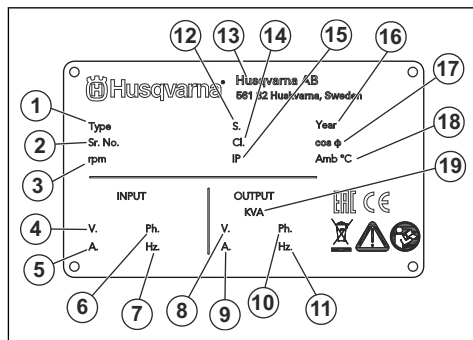 12 13 14 15 16
Husqvarna Husqvarna AB
561 82 Huskvarna, Sweden
17
1 Type S. Year
2 Sr. No. Cl. cos ϕ
18
3 rpm IP Amb °C
19
INPUT OUTPUT
KVA
EAC CE
4 V. Ph. V. Ph.
5 A. Hz. A. Hz.
6 7 8 9 10 11